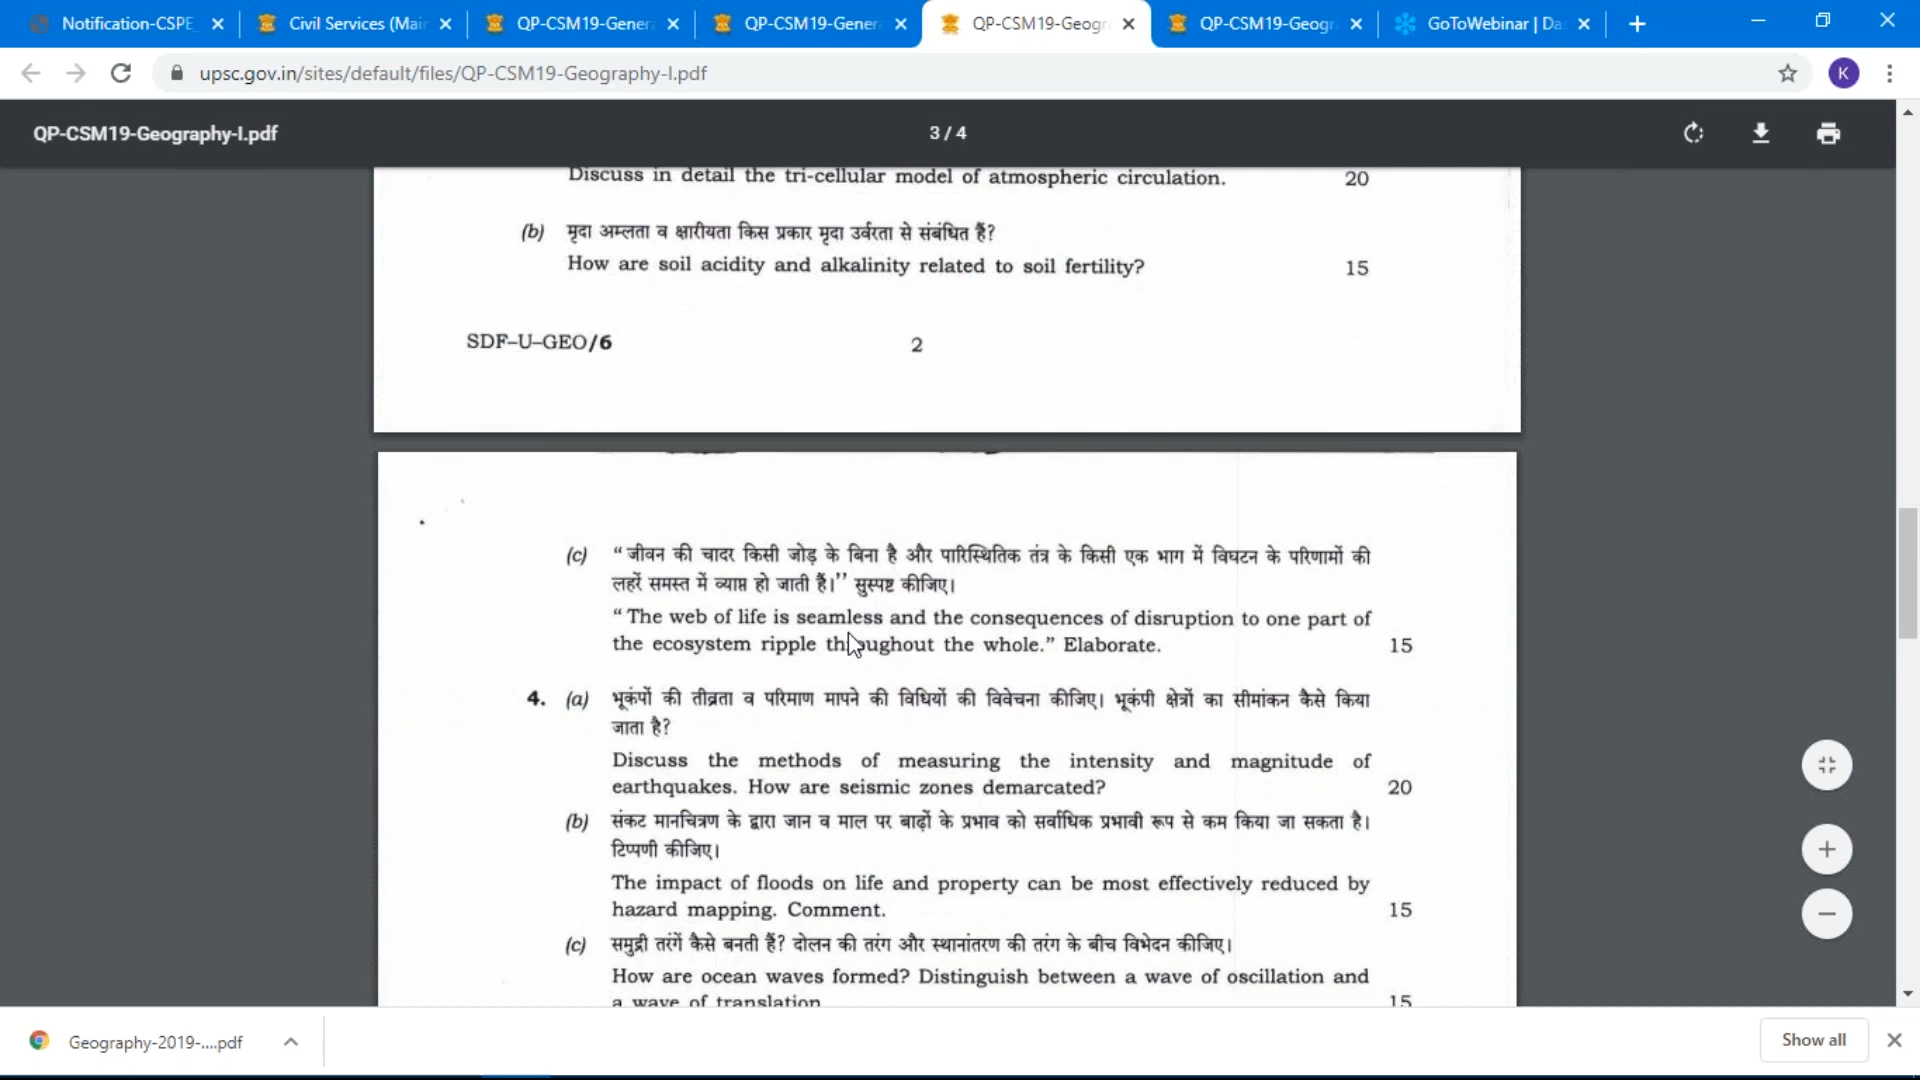 Notification-CSPE_
Civil Services (Mai
QP-CSM19-Gener
QP-CSM19-Genera
QP-CSM19-Geogr
QP-CSM19-Geogr
GoToWebinar | Da
upsc.gov.in/sites/default/files/QP-CSM19-Geography-I.pdf
K
QP-CSM19-Geography-I.pdf
3 / 4
Discuss in detail the tri-cellular model of atmospheric circulation. 20
(b) मृदा अम्लता व क्षारीयता किस प्रकार मृदा उर्वरता से संबंधित हैं?
How are soil acidity and alkalinity related to soil fertility? 15
SDF–U–GEO/6 2
(c) “जीवन की चादर किसी जोड़ के बिना है और पारिस्थितिक तंत्र के किसी एक भाग में विघटन के परिणामों की
लहरें समस्त में व्याप्त हो जाती हैं।” सुस्पष्ट कीजिए।
“The web of life is seamless and the consequences of disruption to one part of
the ecosystem ripple throughout the whole.” Elaborate. 15
4. (a) भूकंपों की तीव्रता व परिमाण मापने की विधियों की विवेचना कीजिए। भूकंपी क्षेत्रों का सीमांकन कैसे किया
जाता है?
Discuss the methods of measuring the intensity and magnitude of
earthquakes. How are seismic zones demarcated? 20
(b) संकट मानचित्रण के द्वारा जान व माल पर बाढ़ों के प्रभाव को सर्वाधिक प्रभावी रूप से कम किया जा सकता है।
टिप्पणी कीजिए।
The impact of floods on life and property can be most effectively reduced by
hazard mapping. Comment. 15
(c) समुद्री तरंगें कैसे बनती हैं? दोलन की तरंग और स्थानांतरण की तरंग के बीच विभेदन कीजिए।
How are ocean waves formed? Distinguish between a wave of oscillation and
a wave of translation 15
Geography-2019-....pdf
Show all